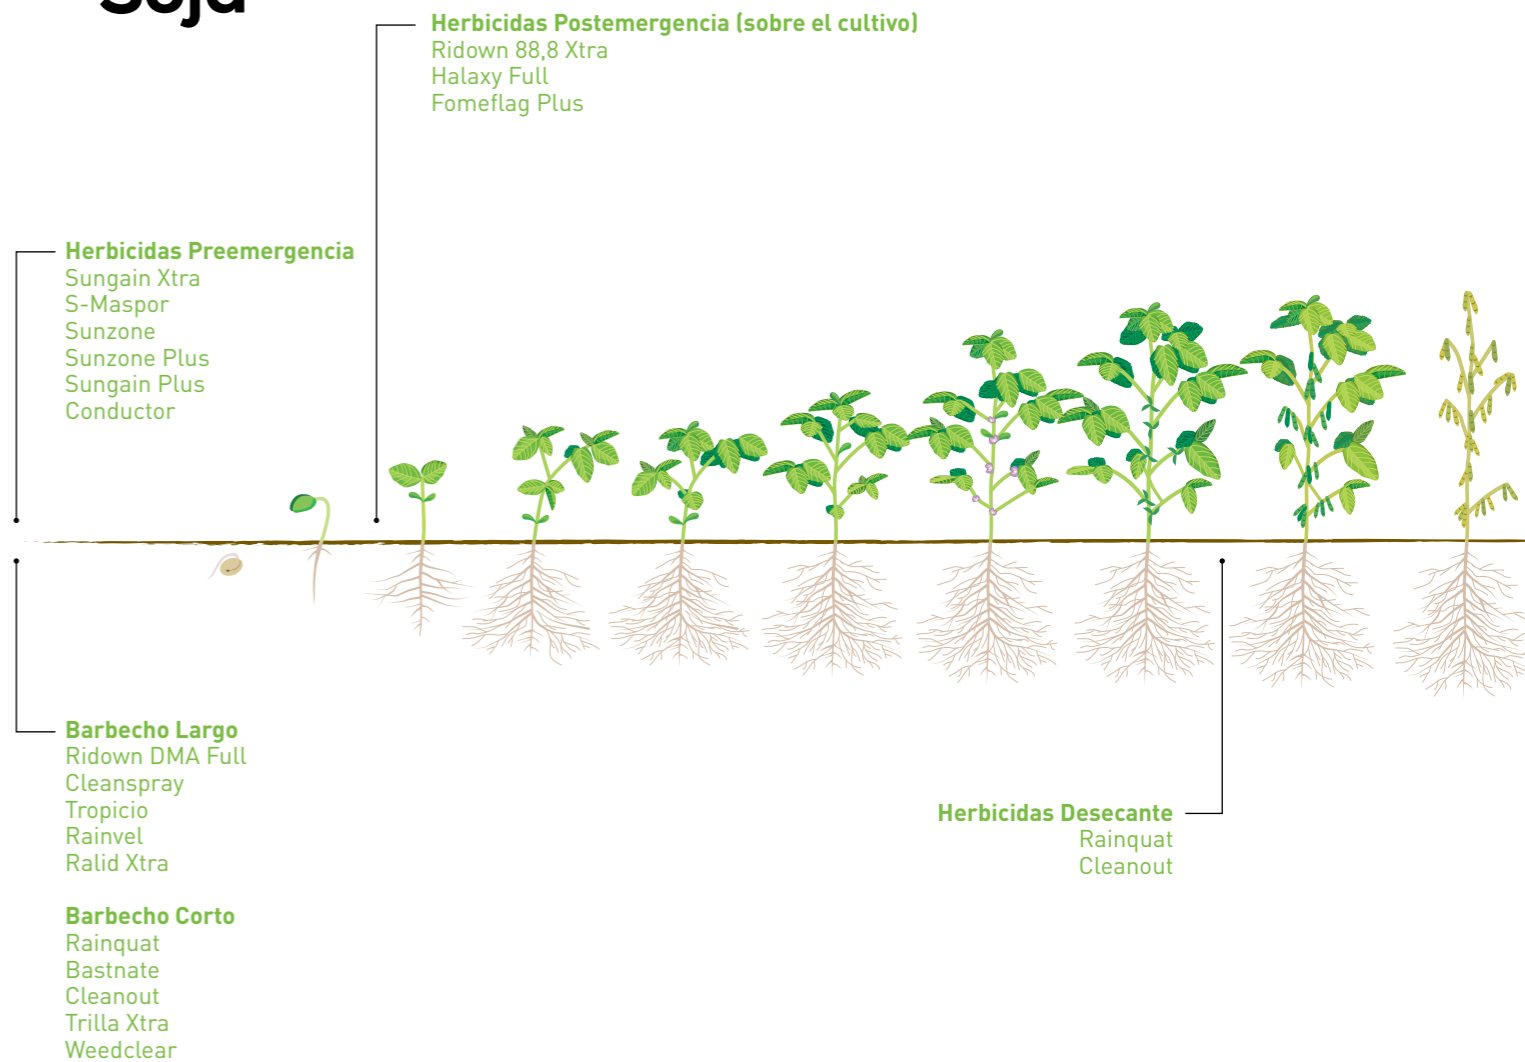 Soja
Herbicidas Postemergencia (sobre el cultivo)
Ridown 88,8 Xtra
Halaxy Full
Fomeflag Plus
Herbicidas Preemergencia
Sungain Xtra
S-Maspor
Sunzone
Sunzone Plus
Sungain Plus
Conductor
Barbecho Largo
Ridown DMA Full
Cleanspray
Tropicio
Rainvel
Ralid Xtra
Barbecho Corto
Rainquat
Bastnate
Cleanout
Trilla Xtra
Weedclear
Herbicidas Desecante
Rainquat
Cleanout